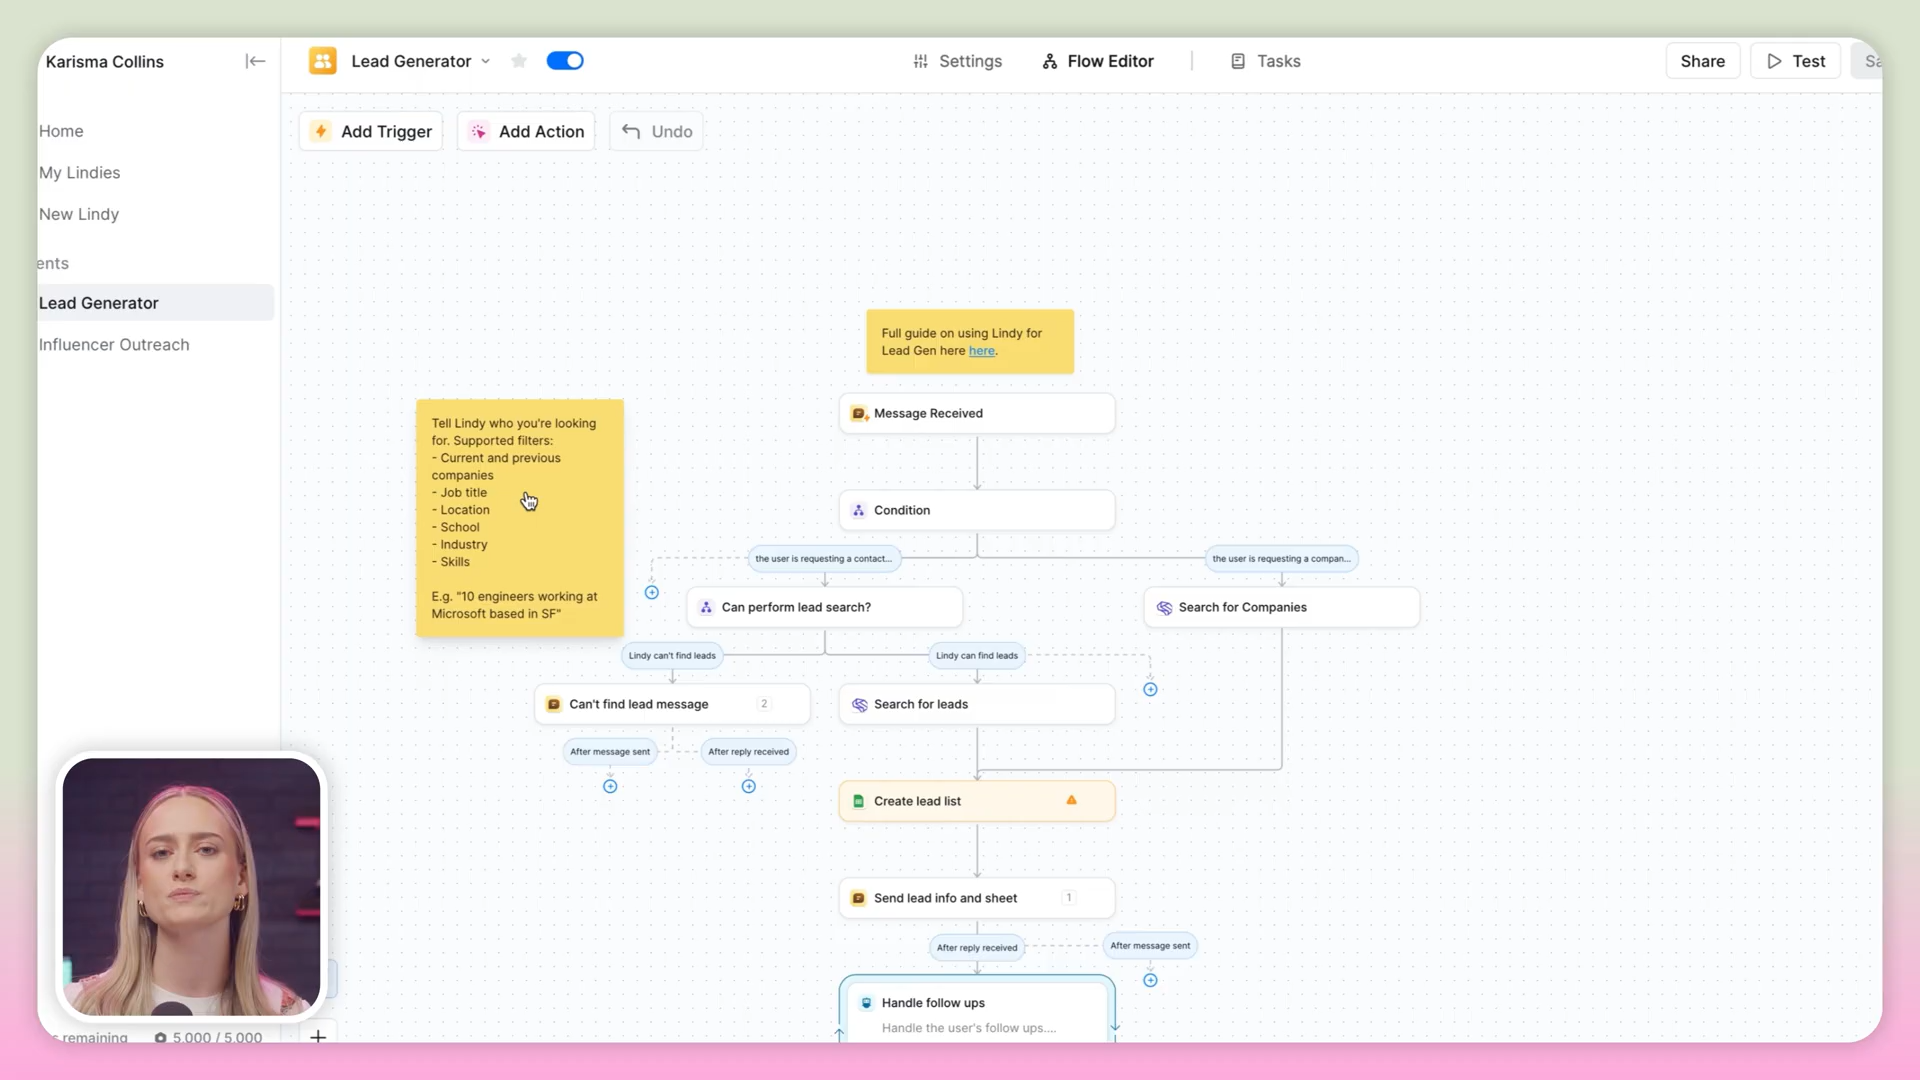 Karisma Collins
Lead Generator
Settings
Flow Editor
Tasks
Share
Test
Home
My Lindies
New Lindy
ents
Lead Generator
Influencer Outreach
Add Trigger
Add Action
Undo
Full guide on using Lindy for
Lead Gen here here.
Tell Lindy who you're looking
for. Supported filters:
- Current and previous
companies
- Job title
- Location
- School
- Industry
- Skills
E.g. "10 engineers working at
Microsoft based in SF"
Message Received
Condition
the user is requesting a contact...
the user is requesting a compan...
Can perform lead search?
Search for Companies
Lindy can't find leads
Lindy can find leads
Can't find lead message 2
Search for leads
After message sent
After reply received
Create lead list
Send lead info and sheet 1
After reply received
After message sent
Handle follow ups
Handle the user's follow ups....
remaining
5,000 / 5,000